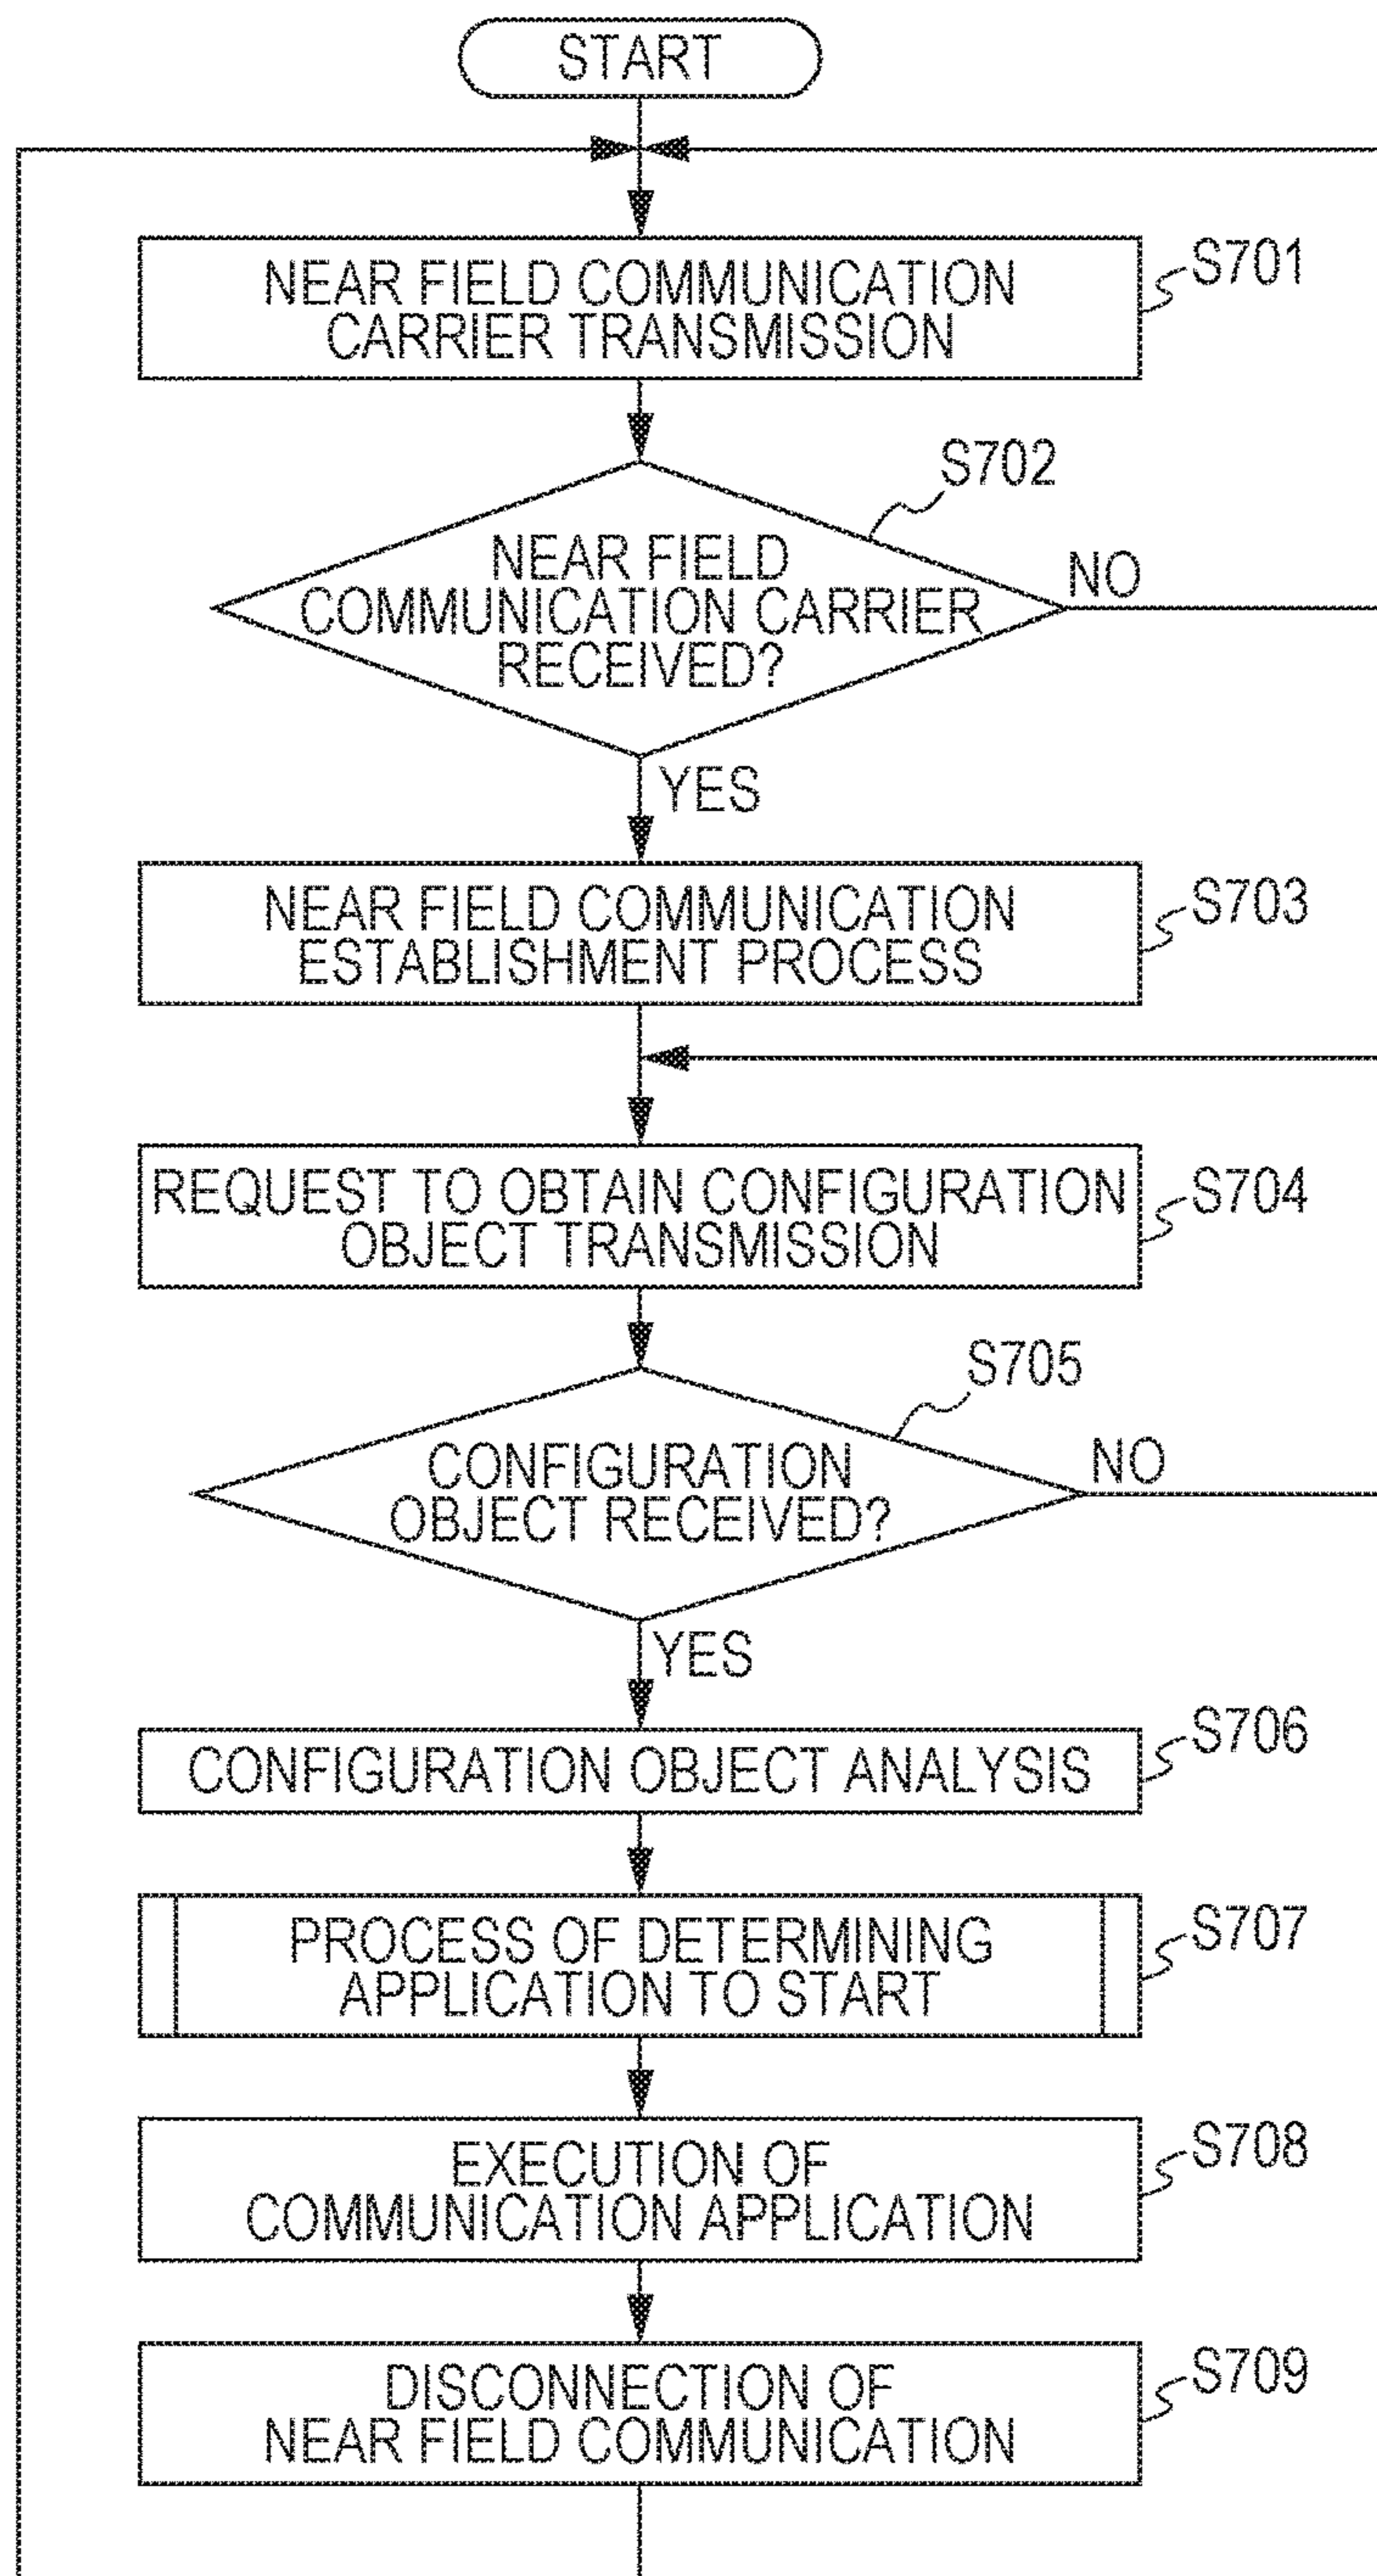 START
NEAR FIELD COMMUNICATION
CARRIER TRANSMISSION
S701
S702
NEAR FIELD
COMMUNICATION CARRIER
RECEIVED?
NO
YES
NEAR FIELD COMMUNICATION
ESTABLISHMENT PROCESS
S703
REQUEST TO OBTAIN CONFIGURATION
OBJECT TRANSMISSION
S704
S705
CONFIGURATION
OBJECT RECEIVED?
NO
YES
CONFIGURATION OBJECT ANALYSIS
S706
PROCESS OF DETERMINING
APPLICATION TO START
S707
EXECUTION OF
COMMUNICATION APPLICATION
S708
DISCONNECTION OF
NEAR FIELD COMMUNICATION
S709